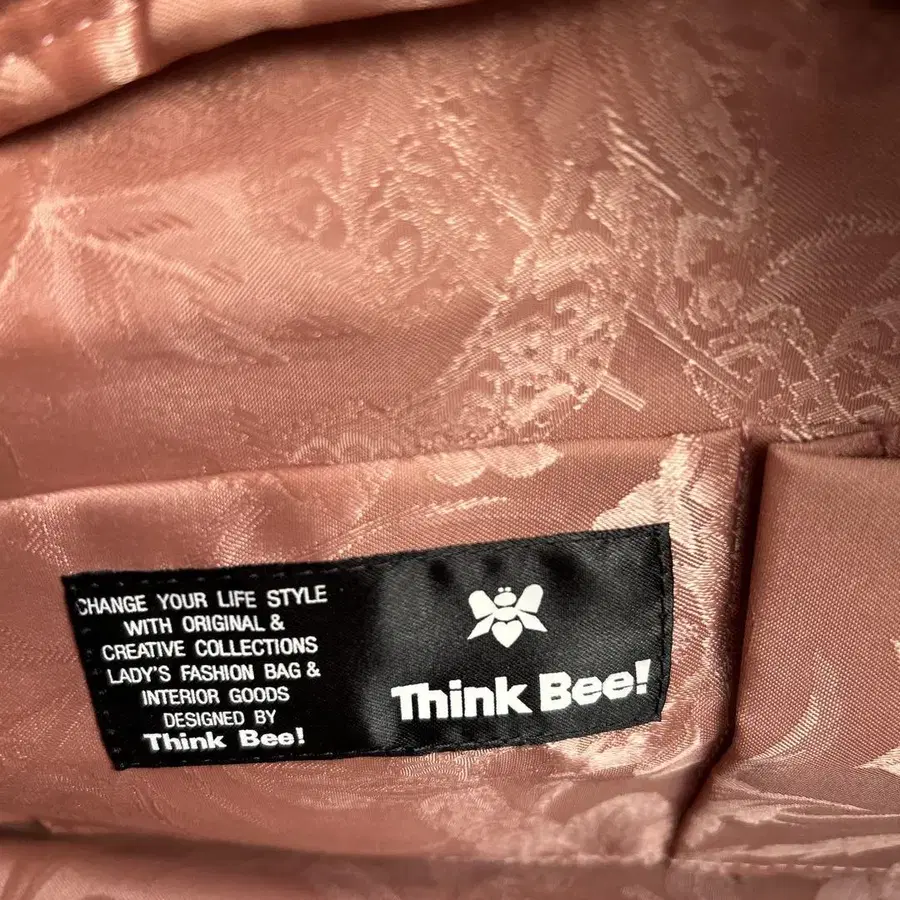 CHANGE YOUR LIFE STYLE
WITH ORIGINAL &
CREATIVE COLLECTIONS
LADY'S FASHION BAG &
INTERIOR GOODS
DESIGNED BY
Think Bee!
Think Bee!